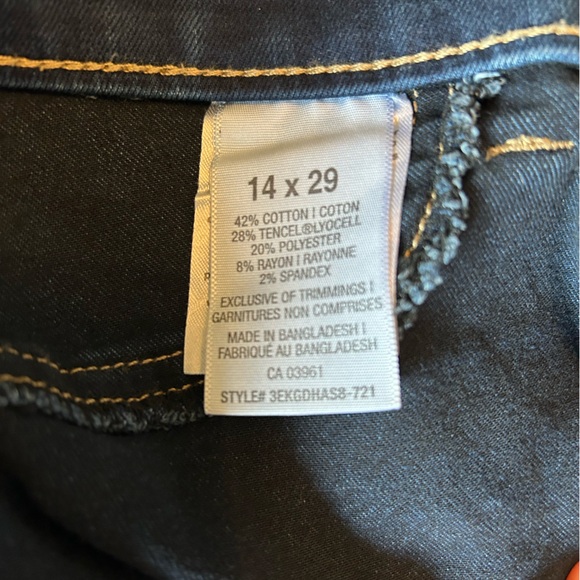 14 x 29
42% COTTON I COTON
28% TENCEL®LYOCELL
20% POLYESTER
8% RAYON I RAYONNE
2% SPANDEX
EXCLUSIVE OF TRIMMINGS I
GARNITURES NON COMPRISES
MADE IN BANGLADESH I
FABRIQUÉ AU BANGLADESH
CA 03961
STYLE# 3EKGDHAS8-721